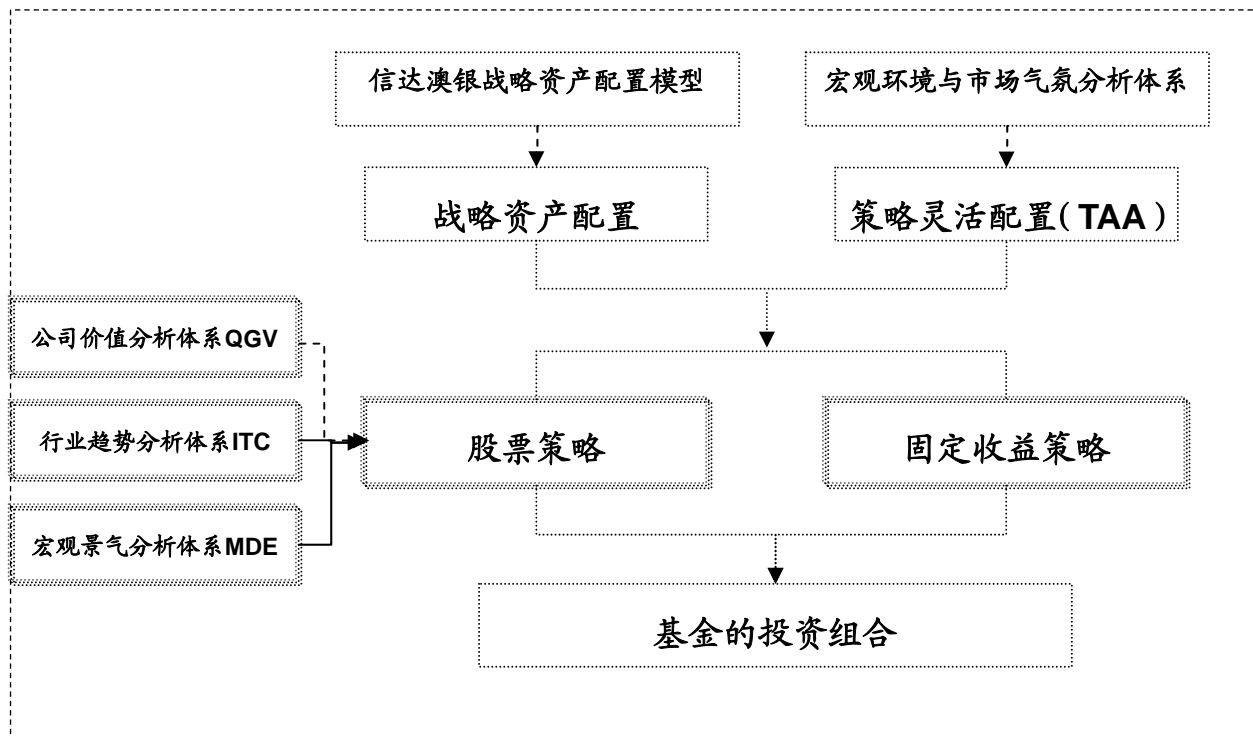 信达澳银战略资产配置模型
宏观环境与市场气氛分析体系
战略资产配置
策略灵活配置(TAA)
公司价值分析体系QGV
行业趋势分析体系ITC
股票策略
固定收益策略
宏观景气分析体系MDE
基金的投资组合